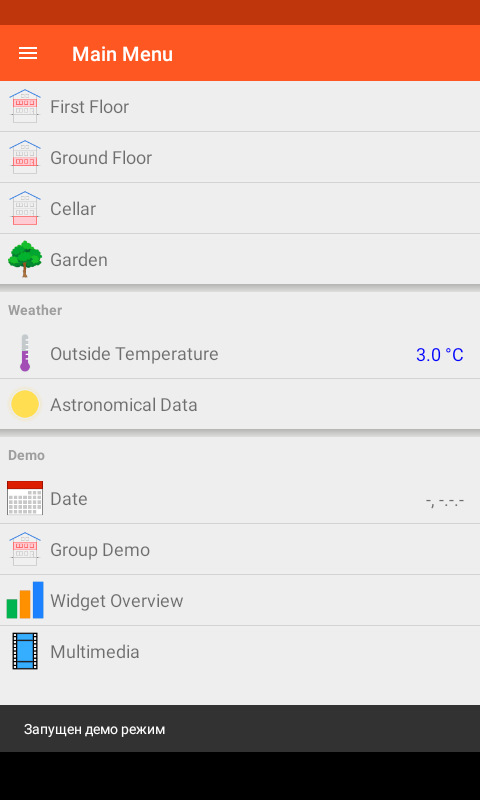 Main Menu
First Floor
Ground Floor
Cellar
Garden
Weather
Outside Temperature 3.0 °C
Astronomical Data
Demo
Date -, -.-.-
Group Demo
Widget Overview
Multimedia
Запущен демо режим